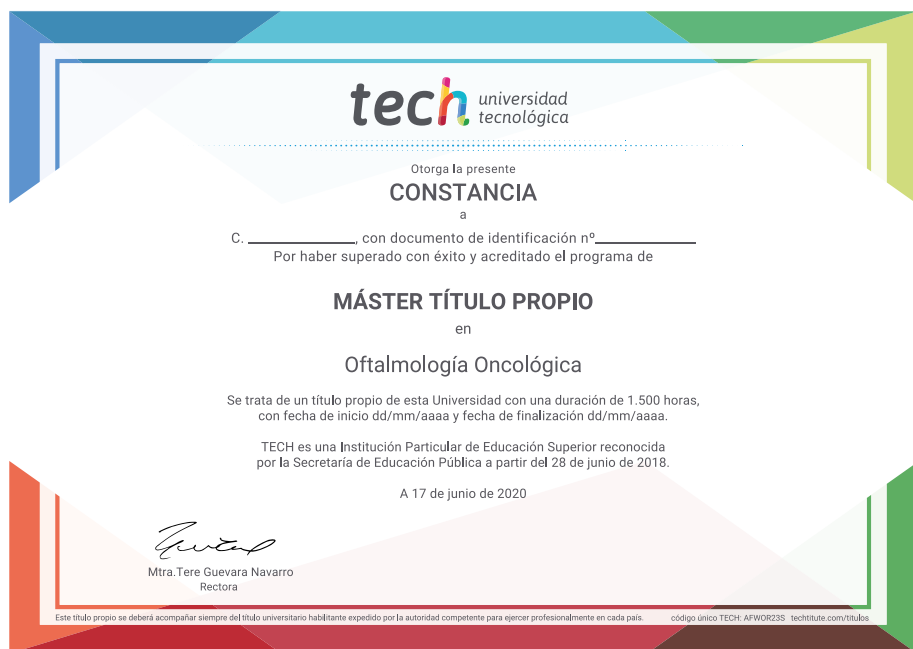 tech universidad
tecnológica
Otorga la presente
CONSTANCIA
a
C. ____________, con documento de identificación nº____________
Por haber superado con éxito y acreditado el programa de
MÁSTER TÍTULO PROPIO
en
Oftalmología Oncológica
Se trata de un título propio de esta Universidad con una duración de 1.500 horas,
con fecha de inicio dd/mm/aaaa y fecha de finalización dd/mm/aaaa.
TECH es una Institución Particular de Educación Superior reconocida
por la Secretaría de Educación Pública a partir del 28 de junio de 2018.
A 17 de junio de 2020
Mtra.Tere Guevara Navarro
Rectora
Este título propio se deberá acompañar siempre del título universitario habilitante expedido por la autoridad competente para ejercer profesionalmente en cada país. código único TECH: AFWOR23S techtitute.com/titulos